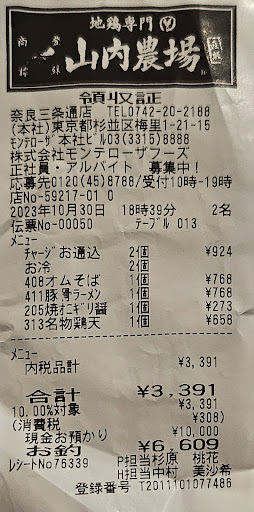 地鶏専門
商標
登録
山内農場
領収証
奈良三条通店 TEL0742-20-2188
(本社)東京都杉並区梅里1-21-15
モンテローザ本社ビル03(3315)8888
株式会社モンテローザフーズ
正社員・アルバイト 募集中!
応募先0120(45)8786/受付10時-19時
店No-59217-01 0
2023年10月30日 18時39分 2名
伝票No-00050 テーブル 013
メニュー
チャージお通込 2個 ¥924
お冷 2個
408オムそば 1個 ¥768
411豚骨ラーメン 1個 ¥768
205焼オニギリ醤 1個 ¥273
313名物鶏天 1個 ¥658
メニュー
内税品計 ¥3,391
合計 ¥3,391
10.00%対象 ¥3,391
(消費税 ¥308)
現金お預かり ¥10,000
お釣 ¥6,609
レシートNo76339 P担当杉原 桃花
H担当中村 美沙希
登録番号 T2011101077486